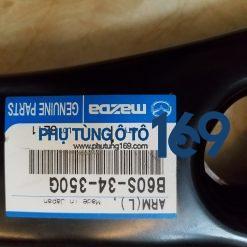 mazda
GENUINE PARTS
PHỤ TÙNG Ô TÔ 169
www.phutung169.com
B60S-34-350G
ARM(L),
Made in Japan